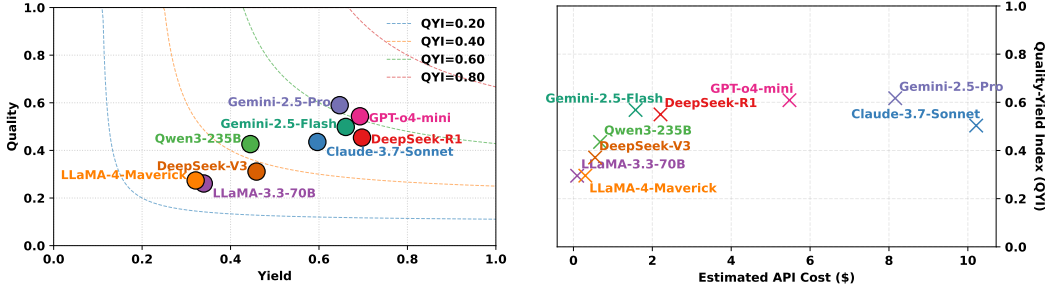 1.0
0.8
0.6
0.4
0.2
0.0
Quality
0.0 0.2 0.4 0.6 0.8 1.0
Yield
QYI=0.20
QYI=0.40
QYI=0.60
QYI=0.80
Gemini-2.5-Pro
GPT-o4-mini
Gemini-2.5-Flash
DeepSeek-R1
Qwen3-235B
Claude-3.7-Sonnet
DeepSeek-V3
LLaMA-4-Maverick
LLaMA-3.3-70B
Gemini-2.5-Pro
GPT-o4-mini
Gemini-2.5-Flash
DeepSeek-R1
Claude-3.7-Sonnet
Qwen3-235B
DeepSeek-V3
LLaMA-3.3-70B
LLaMA-4-Maverick
0 2 4 6 8 10
Estimated API Cost ($)
1.0
0.8
0.6
0.4
0.2
0.0
Quality-Yield Index (QYI)